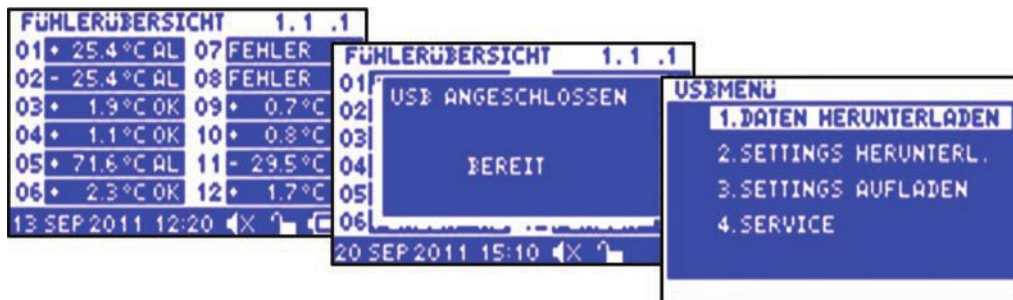 FÜHLERÜBERSICHT 1.1 .1
01 + 25.4 °C AL 07 FEHLER
02 - 25.4 °C AL 08 FEHLER
03 + 1.9 °C OK 09 + 0.7 °C
04 + 1.1 °C OK 10 + 0.8 °C
05 + 71.6 °C AL 11 - 29.5 °C
06 + 2.3 °C OK 12 + 1.7 °C
13 SEP 2011 12:20
FÜHLERÜBERSICHT 1.1 .1
01
02 USB ANGESCHLOSSEN
03
04 BEREIT
05
06
20 SEP 2011 15:10
USBMENÜ
1.DATEN HERUNTERLADEN
2.SETTINGS HERUNTERL.
3.SETTINGS AUFLADEN
4.SERVICE